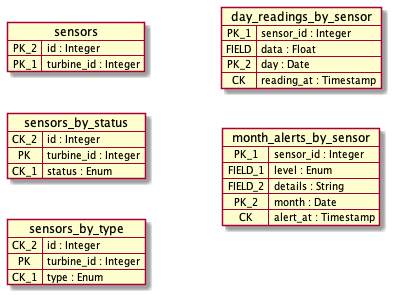 sensors
PK_2 id : Integer
PK_1 turbine_id : Integer
sensors_by_status
CK_2 id : Integer
PK turbine_id : Integer
CK_1 status : Enum
sensors_by_type
CK_2 id : Integer
PK turbine_id : Integer
CK_1 type : Enum
day_readings_by_sensor
PK_1 sensor_id : Integer
FIELD data : Float
PK_2 day : Date
CK reading_at : Timestamp
month_alerts_by_sensor
PK_1 sensor_id : Integer
FIELD_1 level : Enum
FIELD_2 details : String
PK_2 month : Date
CK alert_at : Timestamp